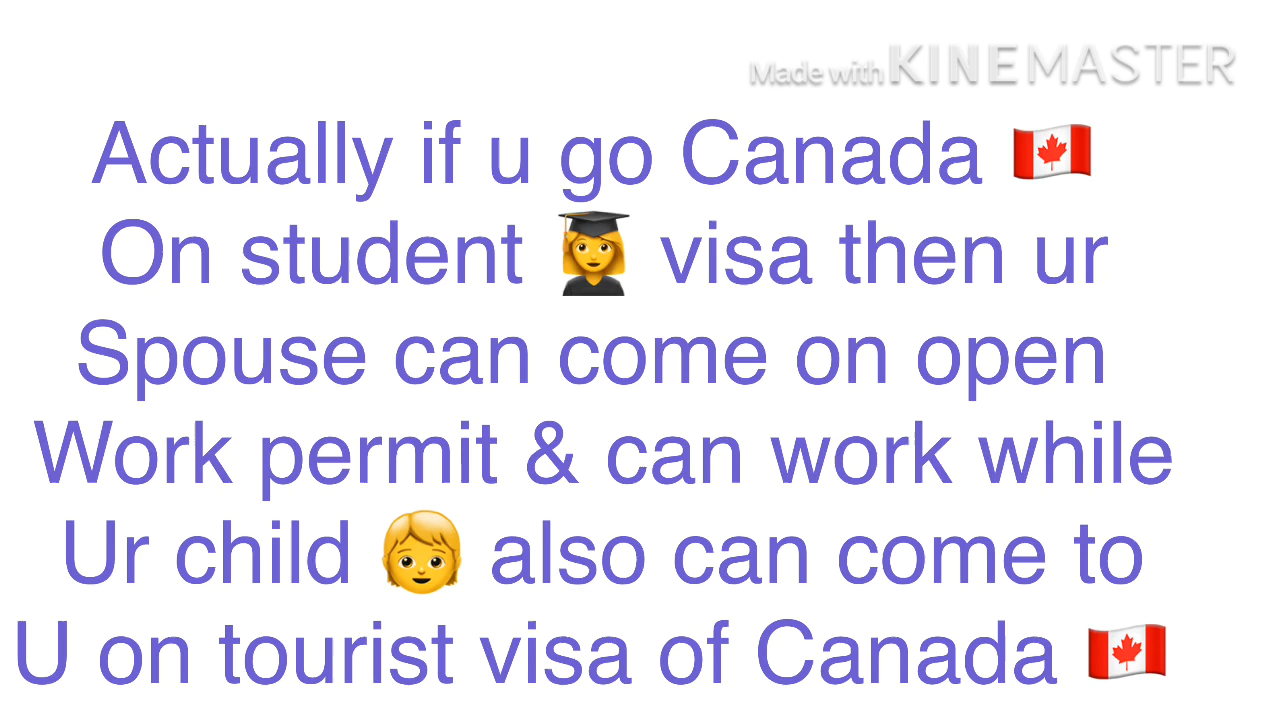 Made with KINEMASTER
Actually if u go Canada 🇨🇦
On student 👩‍🎓 visa then ur
Spouse can come on open
Work permit & can work while
Ur child 🧒 also can come to
U on tourist visa of Canada 🇨🇦